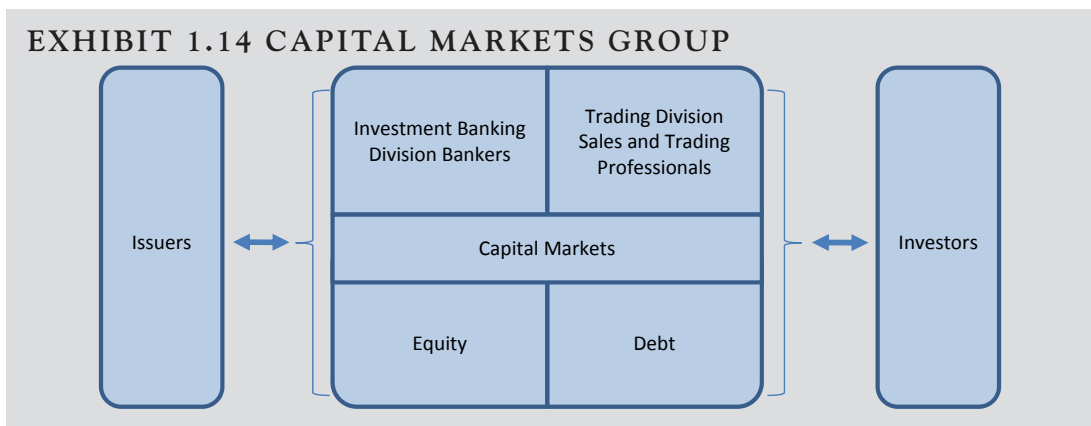 EXHIBIT 1.14 CAPITAL MARKETS GROUP
Issuers
Investment Banking
Division Bankers
Trading Division
Sales and Trading
Professionals
Capital Markets
Equity
Debt
Investors